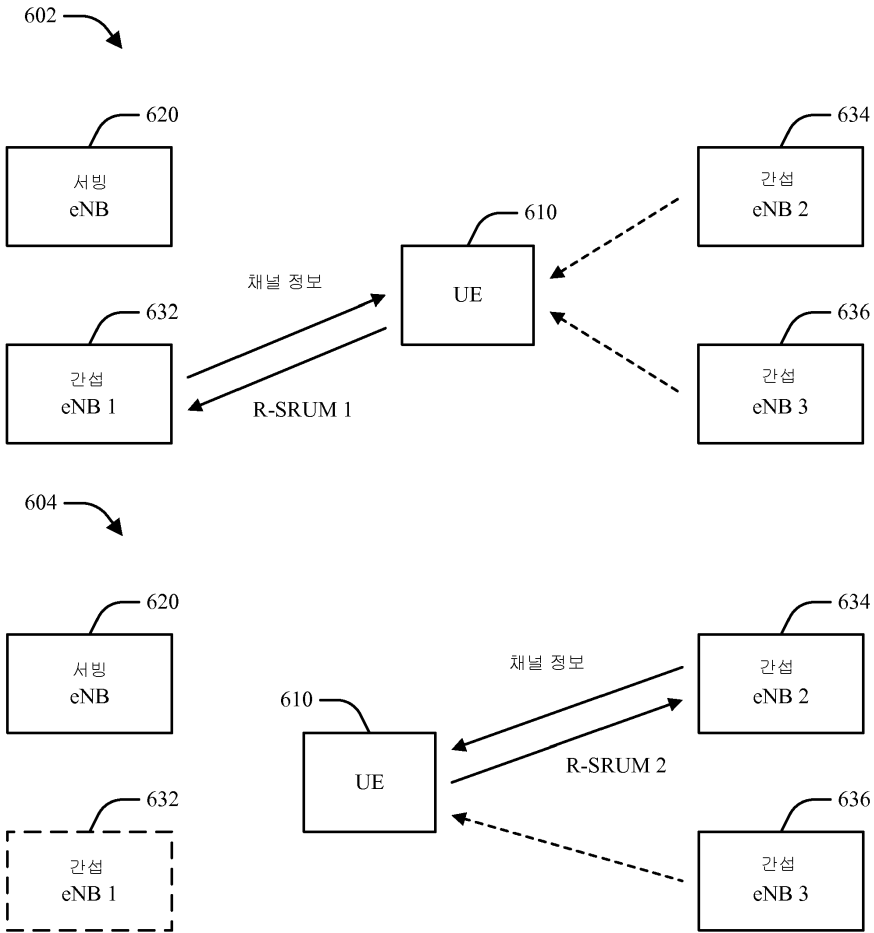 602
620
서빙
eNB
634
간섭
eNB 2
610
UE
채널 정보
632
간섭
eNB 1
R-SRUM 1
636
간섭
eNB 3
604
620
서빙
eNB
634
간섭
eNB 2
채널 정보
610
UE
R-SRUM 2
632
간섭
eNB 1
636
간섭
eNB 3